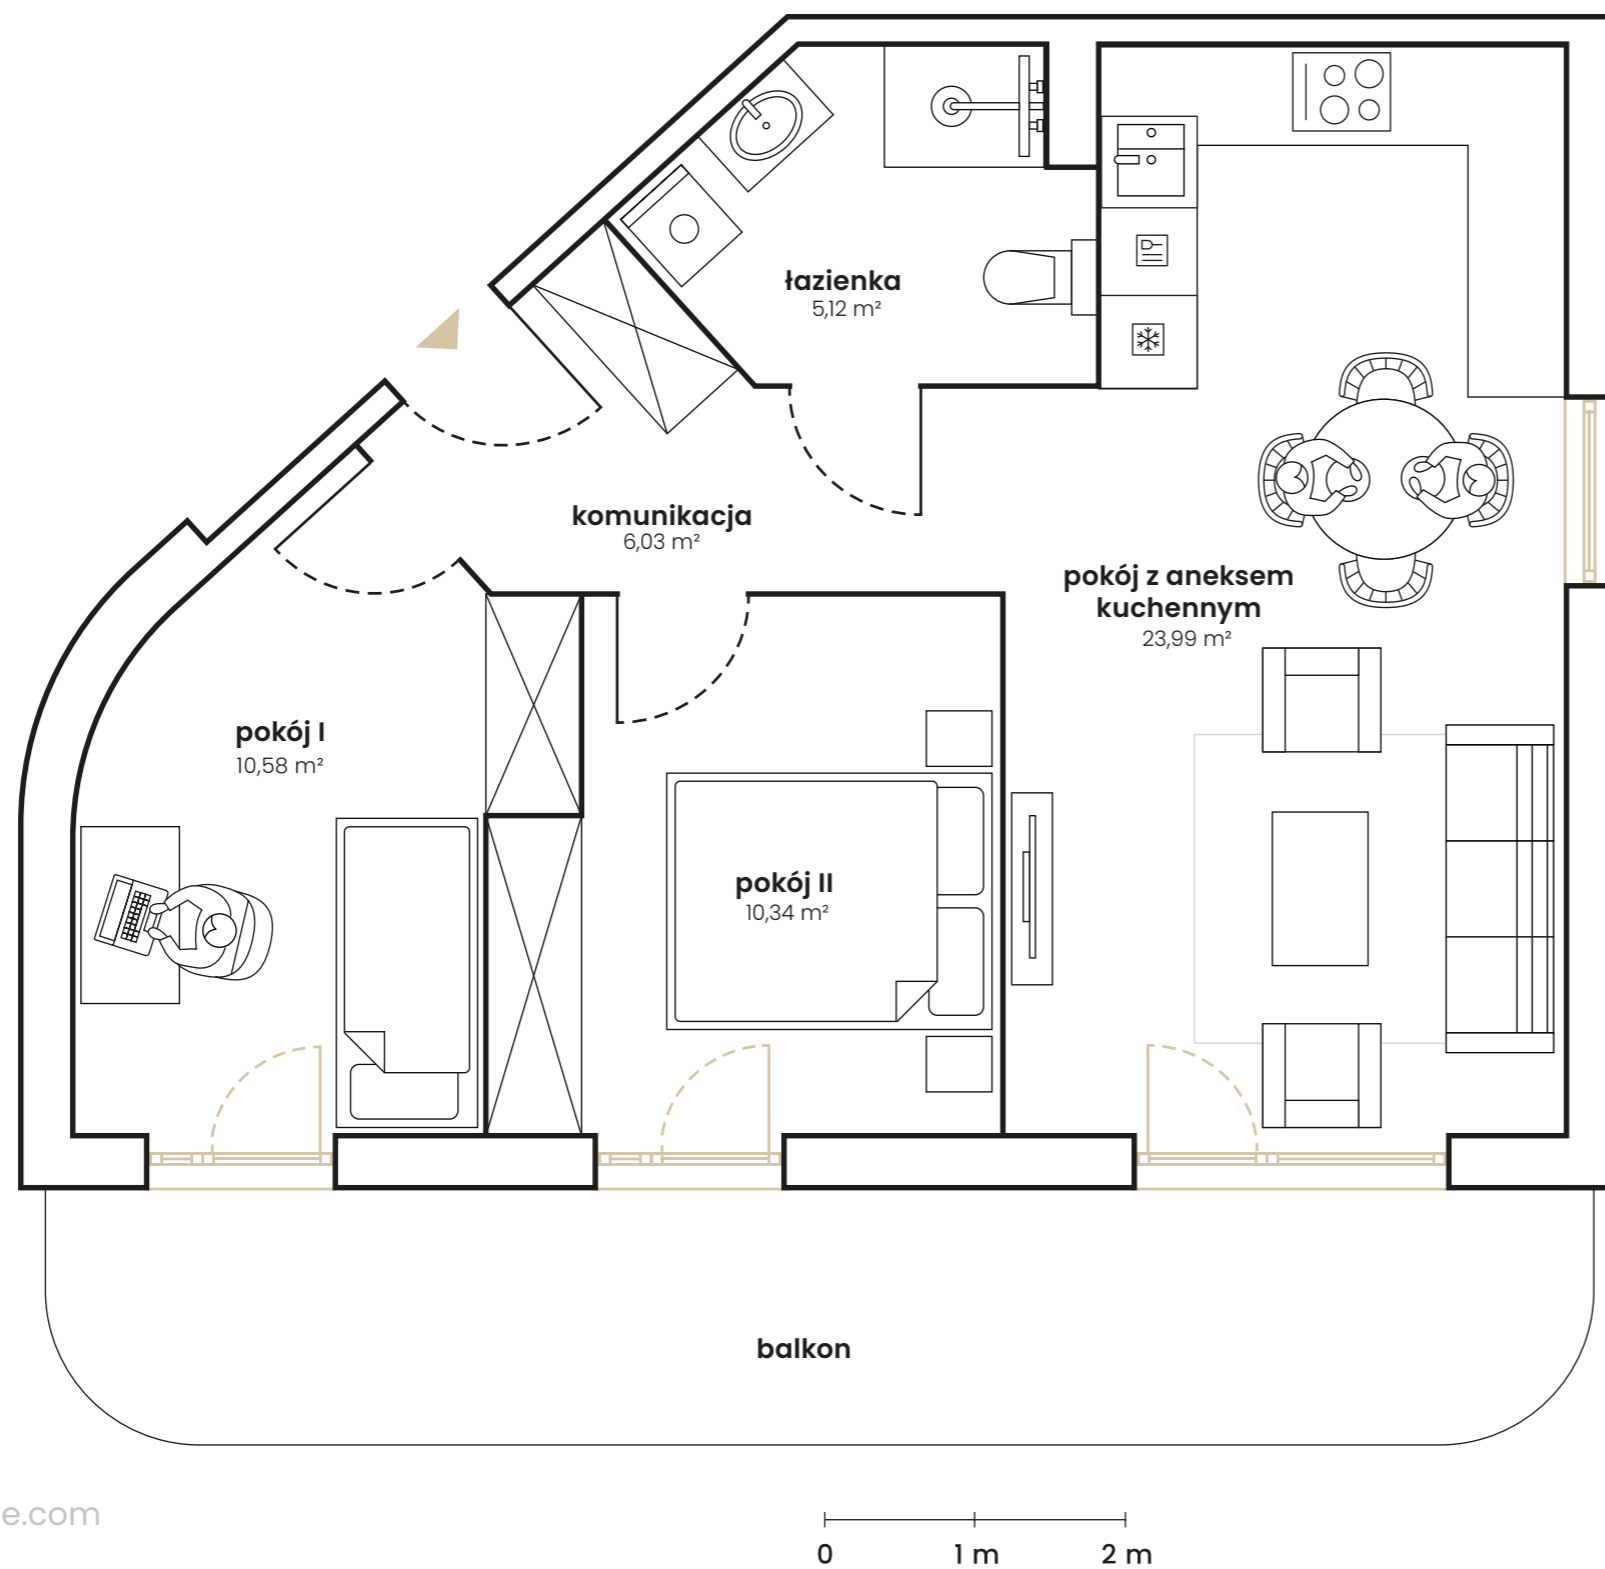 łazienka
5,12 m²
komunikacja
6,03 m²
pokój z aneksem
kuchennym
23,99 m²
pokój I
10,58 m²
pokój II
10,34 m²
balkon
e.com
0 1 m 2 m